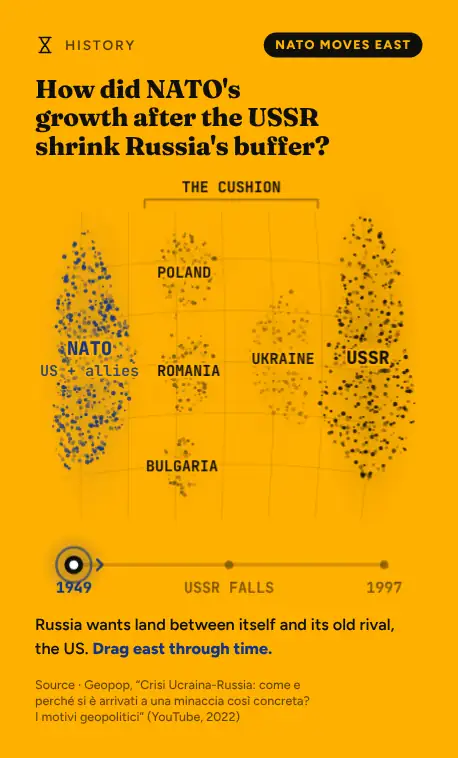 HISTORY
NATO MOVES EAST
How did NATO's
growth after the USSR
shrink Russia's buffer?
THE CUSHION
POLAND
NATO
US + allies
ROMANIA
UKRAINE
USSR
BULGARIA
1949
USSR FALLS
1997
Russia wants land between itself and its old rival,
the US. Drag east through time.
Source · Geopop, “Crisi Ucraina-Russia: come e
perché si è arrivati a una minaccia così concreta?
I motivi geopolitici” (YouTube, 2022)